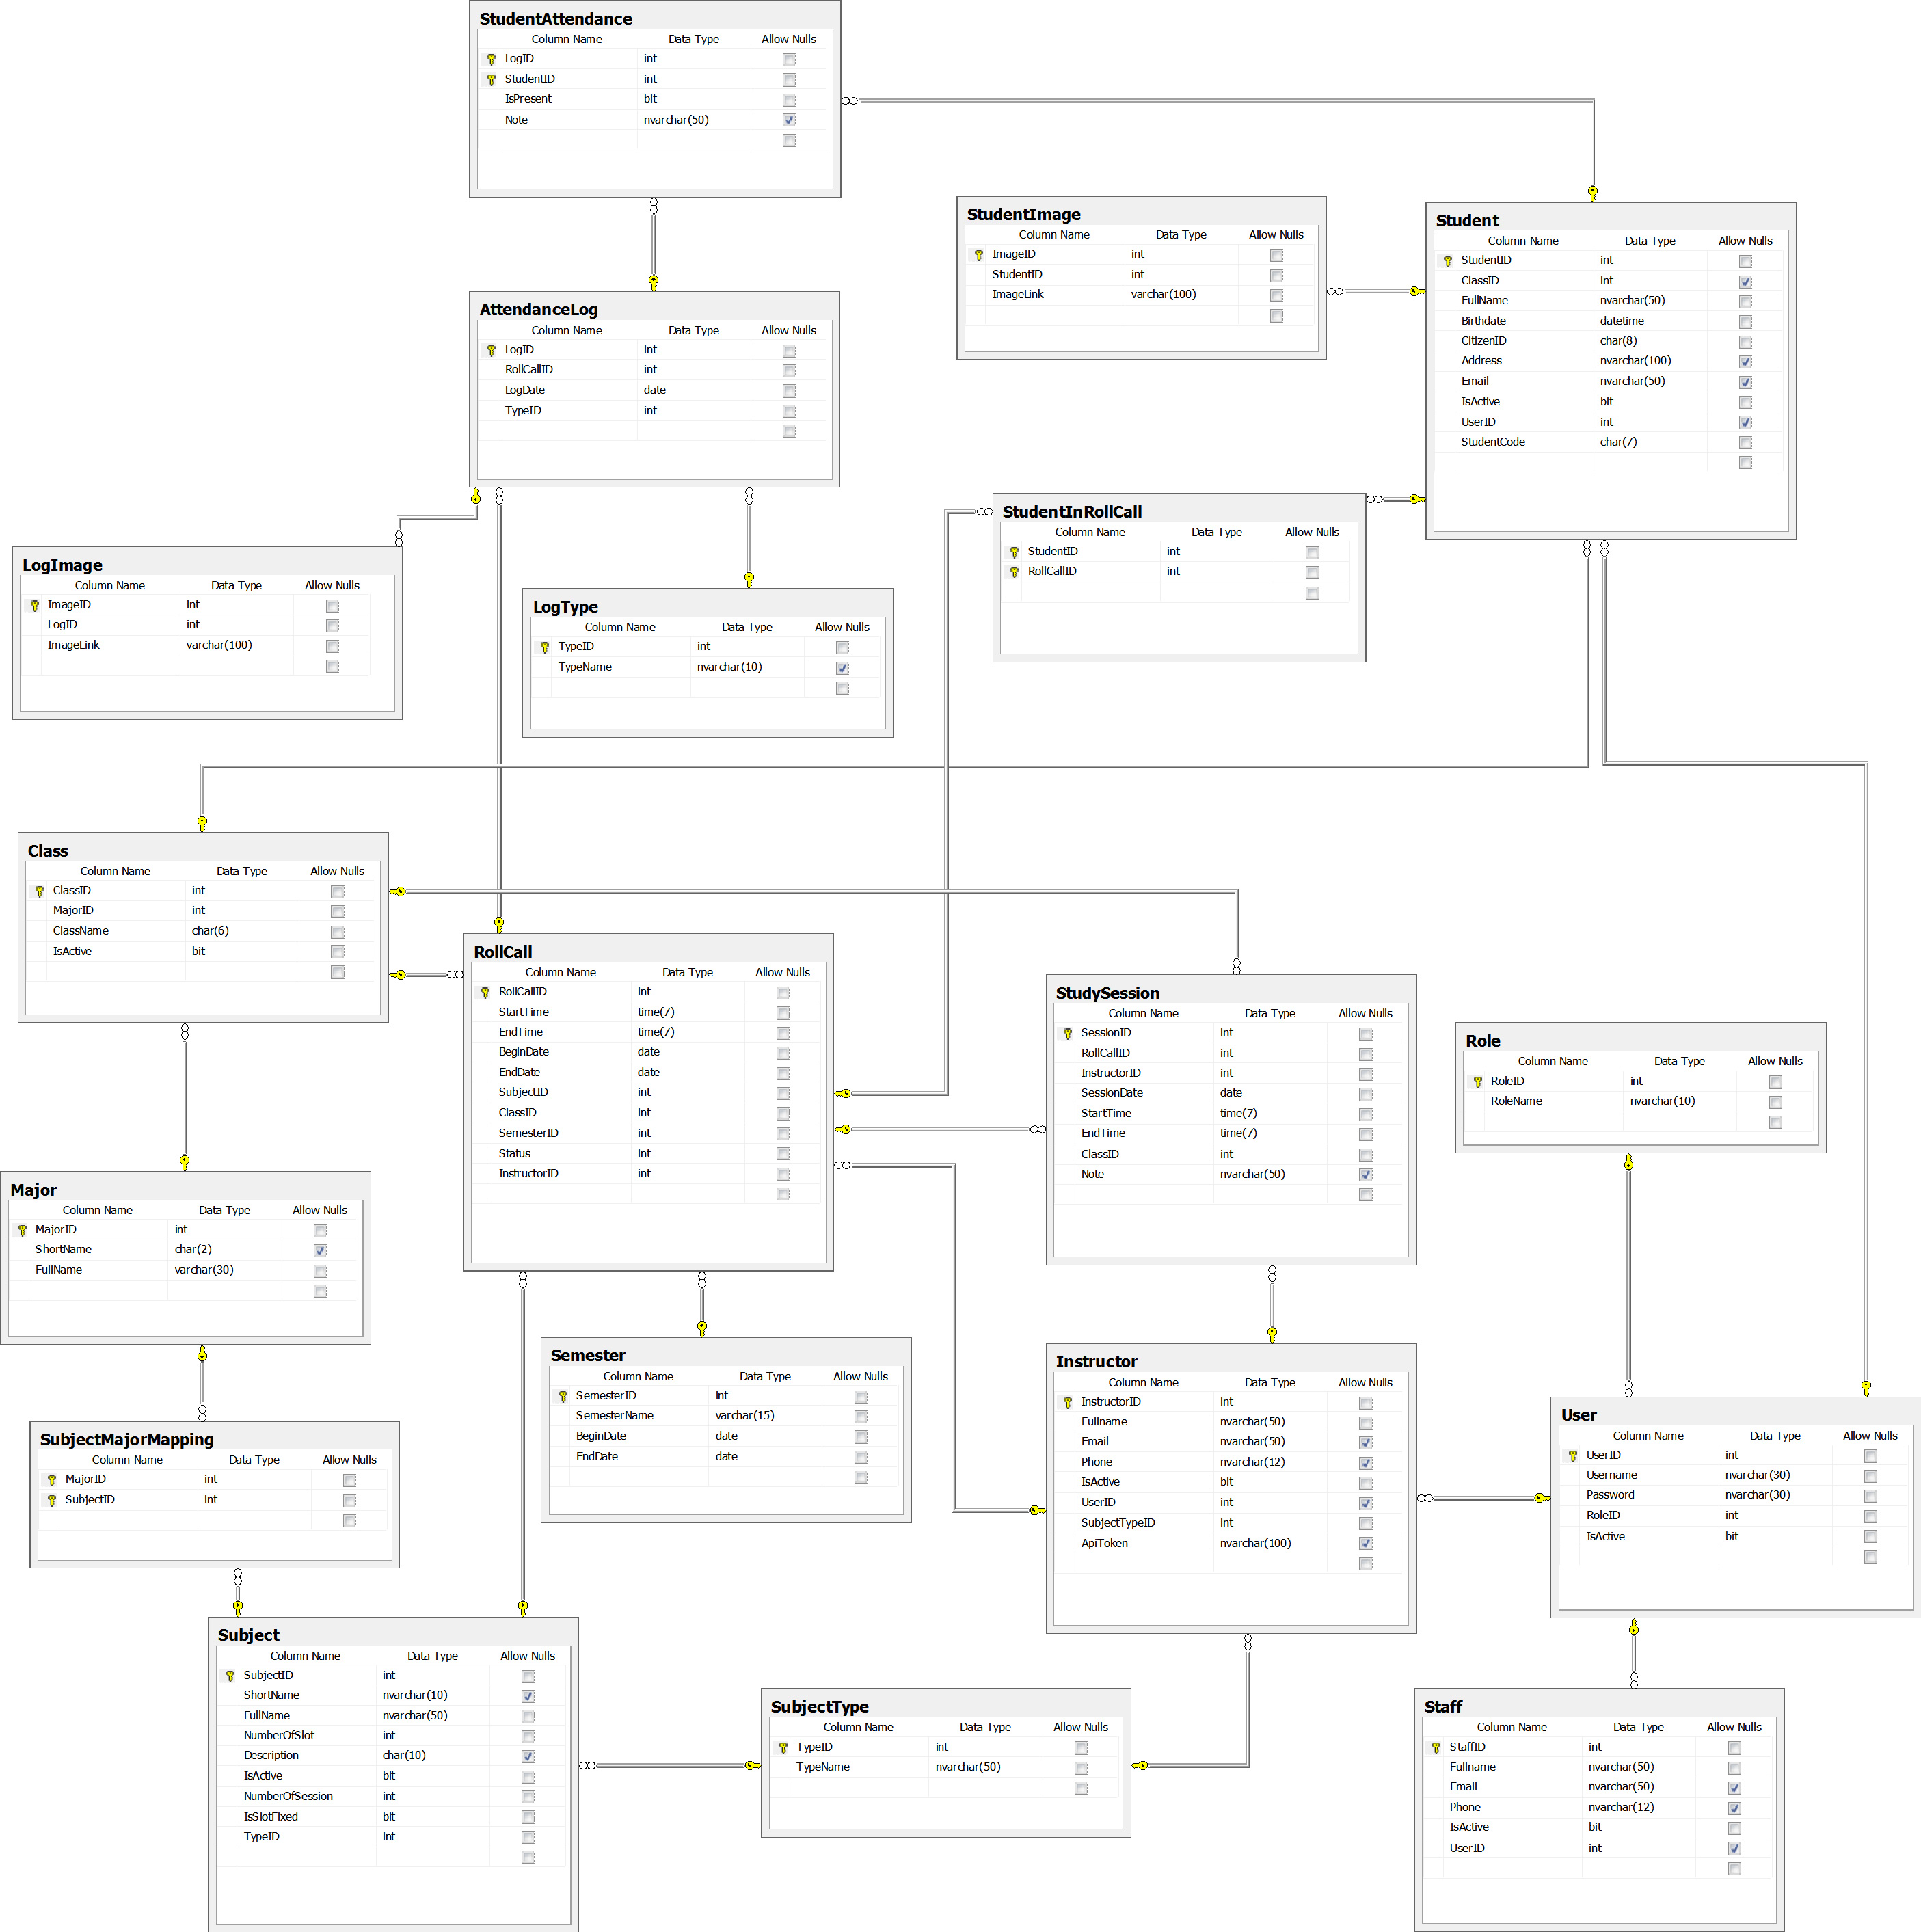 StudentAttendance
Column Name Data Type Allow Nulls
LogID int
StudentID int
IsPresent bit
Note nvarchar(50)
StudentImage
Column Name Data Type Allow Nulls
ImageID int
StudentID int
ImageLink varchar(100)
Student
Column Name Data Type Allow Nulls
StudentID int
ClassID int
FullName nvarchar(50)
Birthdate datetime
CitizenID char(8)
Address nvarchar(100)
Email nvarchar(50)
IsActive bit
UserID int
StudentCode char(7)
AttendanceLog
Column Name Data Type Allow Nulls
LogID int
RollCallID int
LogDate date
TypeID int
StudentInRollCall
Column Name Data Type Allow Nulls
StudentID int
RollCallID int
LogImage
Column Name Data Type Allow Nulls
ImageID int
LogID int
ImageLink varchar(100)
LogType
Column Name Data Type Allow Nulls
TypeID int
TypeName nvarchar(10)
Class
Column Name Data Type Allow Nulls
ClassID int
MajorID int
ClassName char(6)
IsActive bit
RollCall
Column Name Data Type Allow Nulls
RollCallID int
StartTime time(7)
EndTime time(7)
BeginDate date
EndDate date
SubjectID int
ClassID int
SemesterID int
Status int
InstructorID int
StudySession
Column Name Data Type Allow Nulls
SessionID int
RollCallID int
InstructorID int
SessionDate date
StartTime time(7)
EndTime time(7)
ClassID int
Note nvarchar(50)
Role
Column Name Data Type Allow Nulls
RoleID int
RoleName nvarchar(10)
Major
Column Name Data Type Allow Nulls
MajorID int
ShortName char(2)
FullName varchar(30)
Semester
Column Name Data Type Allow Nulls
SemesterID int
SemesterName varchar(15)
BeginDate date
EndDate date
Instructor
Column Name Data Type Allow Nulls
InstructorID int
Fullname nvarchar(50)
Email nvarchar(50)
Phone nvarchar(12)
IsActive bit
UserID int
SubjectTypeID int
ApiToken nvarchar(100)
User
Column Name Data Type Allow Nulls
UserID int
Username nvarchar(30)
Password nvarchar(30)
RoleID int
IsActive bit
SubjectMajorMapping
Column Name Data Type Allow Nulls
MajorID int
SubjectID int
Subject
Column Name Data Type Allow Nulls
SubjectID int
ShortName nvarchar(10)
FullName nvarchar(50)
NumberOfSlot int
Description char(10)
IsActive bit
NumberOfSession int
IsSlotFixed bit
TypeID int
SubjectType
Column Name Data Type Allow Nulls
TypeID int
TypeName nvarchar(50)
Staff
Column Name Data Type Allow Nulls
StaffID int
Fullname nvarchar(50)
Email nvarchar(50)
Phone nvarchar(12)
IsActive bit
UserID int